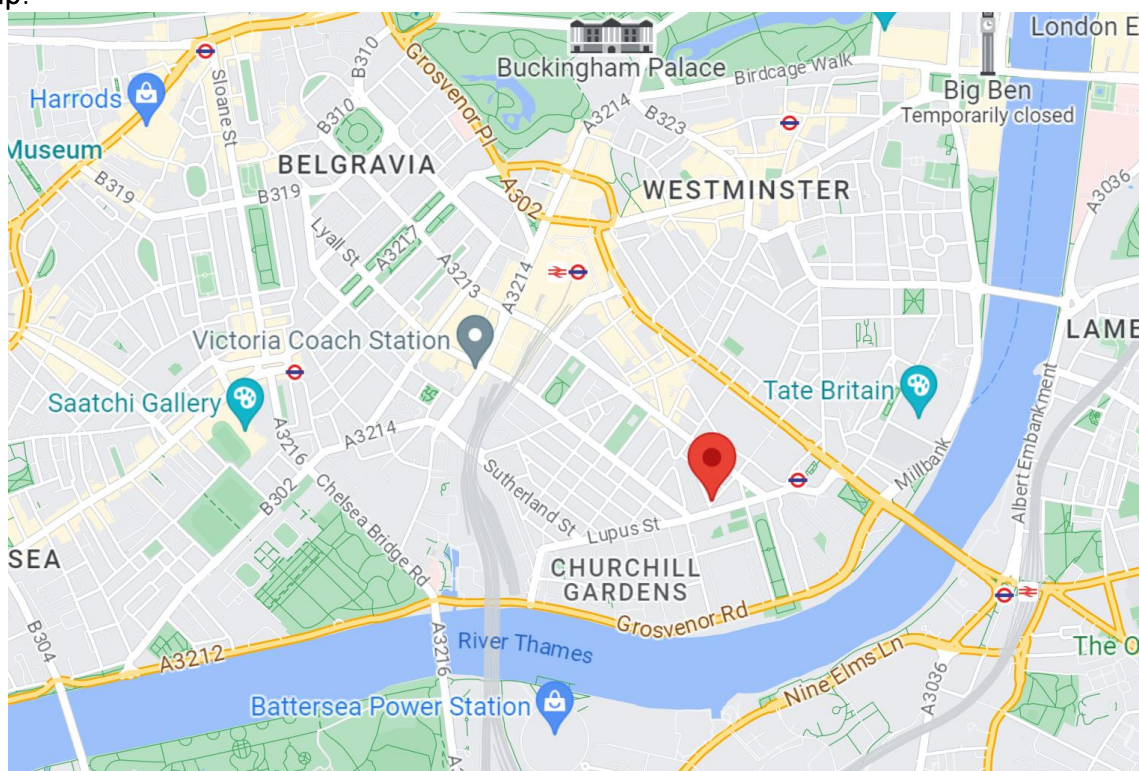 London E
Buckingham Palace
Birdcage Walk
Big Ben
Temporarily closed
Harrods
Sloane St
B310
B310
Grosvenor Pl
A3214
B323
A3036
Museum
B319
B319
BELGRAVIA
A302
WESTMINSTER
Lyall St
A3217
A3213
A3214
Victoria Coach Station
LAMB
Saatchi Gallery
A3216
A3214
Tate Britain
Albert Embankment
Millbank
B302
Chelsea Bridge Rd
Sutherland St
Lupus St
SEA
CHURCHILL
GARDENS
Grosvenor Rd
B304
A3212
A3216
River Thames
Nine Elms Ln
A3036
The O
Battersea Power Station